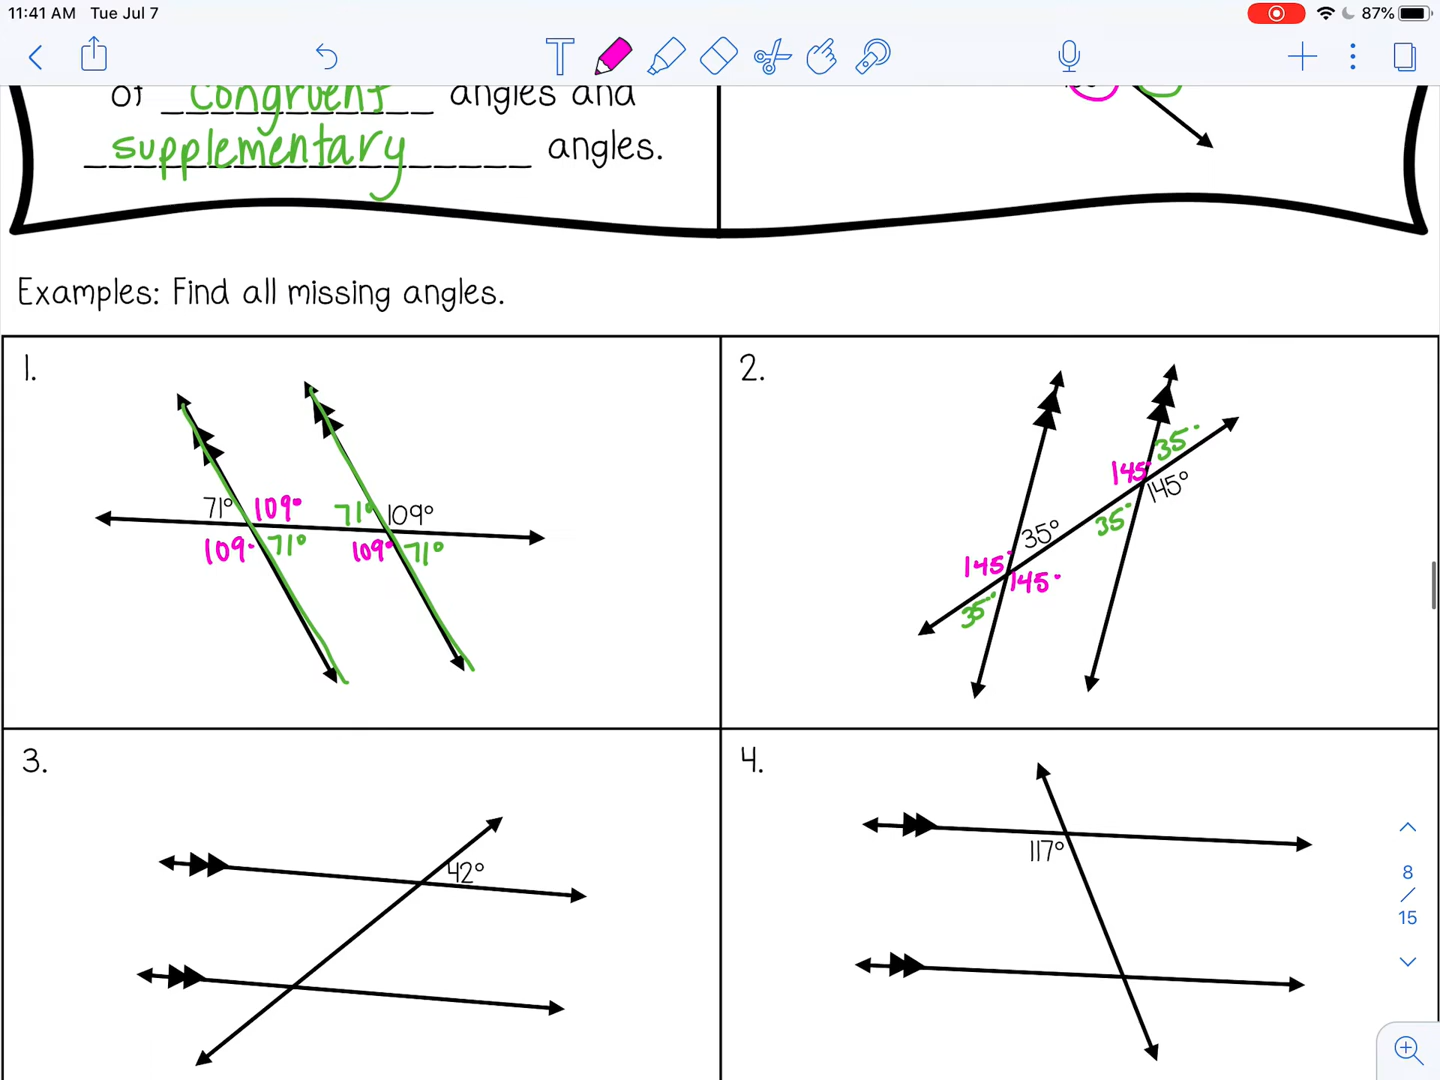 11:41 AM Tue Jul 7
87%
T
of congruent angles and
supplementary angles.
Examples: Find all missing angles.
1.
71° 109° 71° 109°
109° 71° 109° 71°
2.
35°
145° 145°
35°
35°
145° 145°
35°
3.
42°
4.
117°
8
/
15